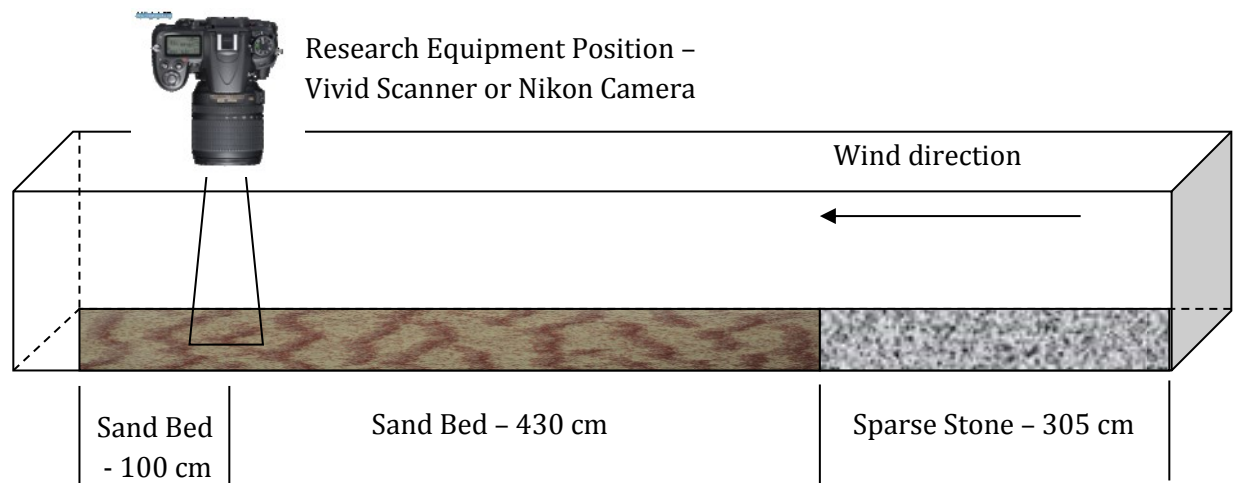 Research Equipment Position –
Vivid Scanner or Nikon Camera
Wind direction
Sand Bed
- 100 cm
Sand Bed – 430 cm
Sparse Stone – 305 cm